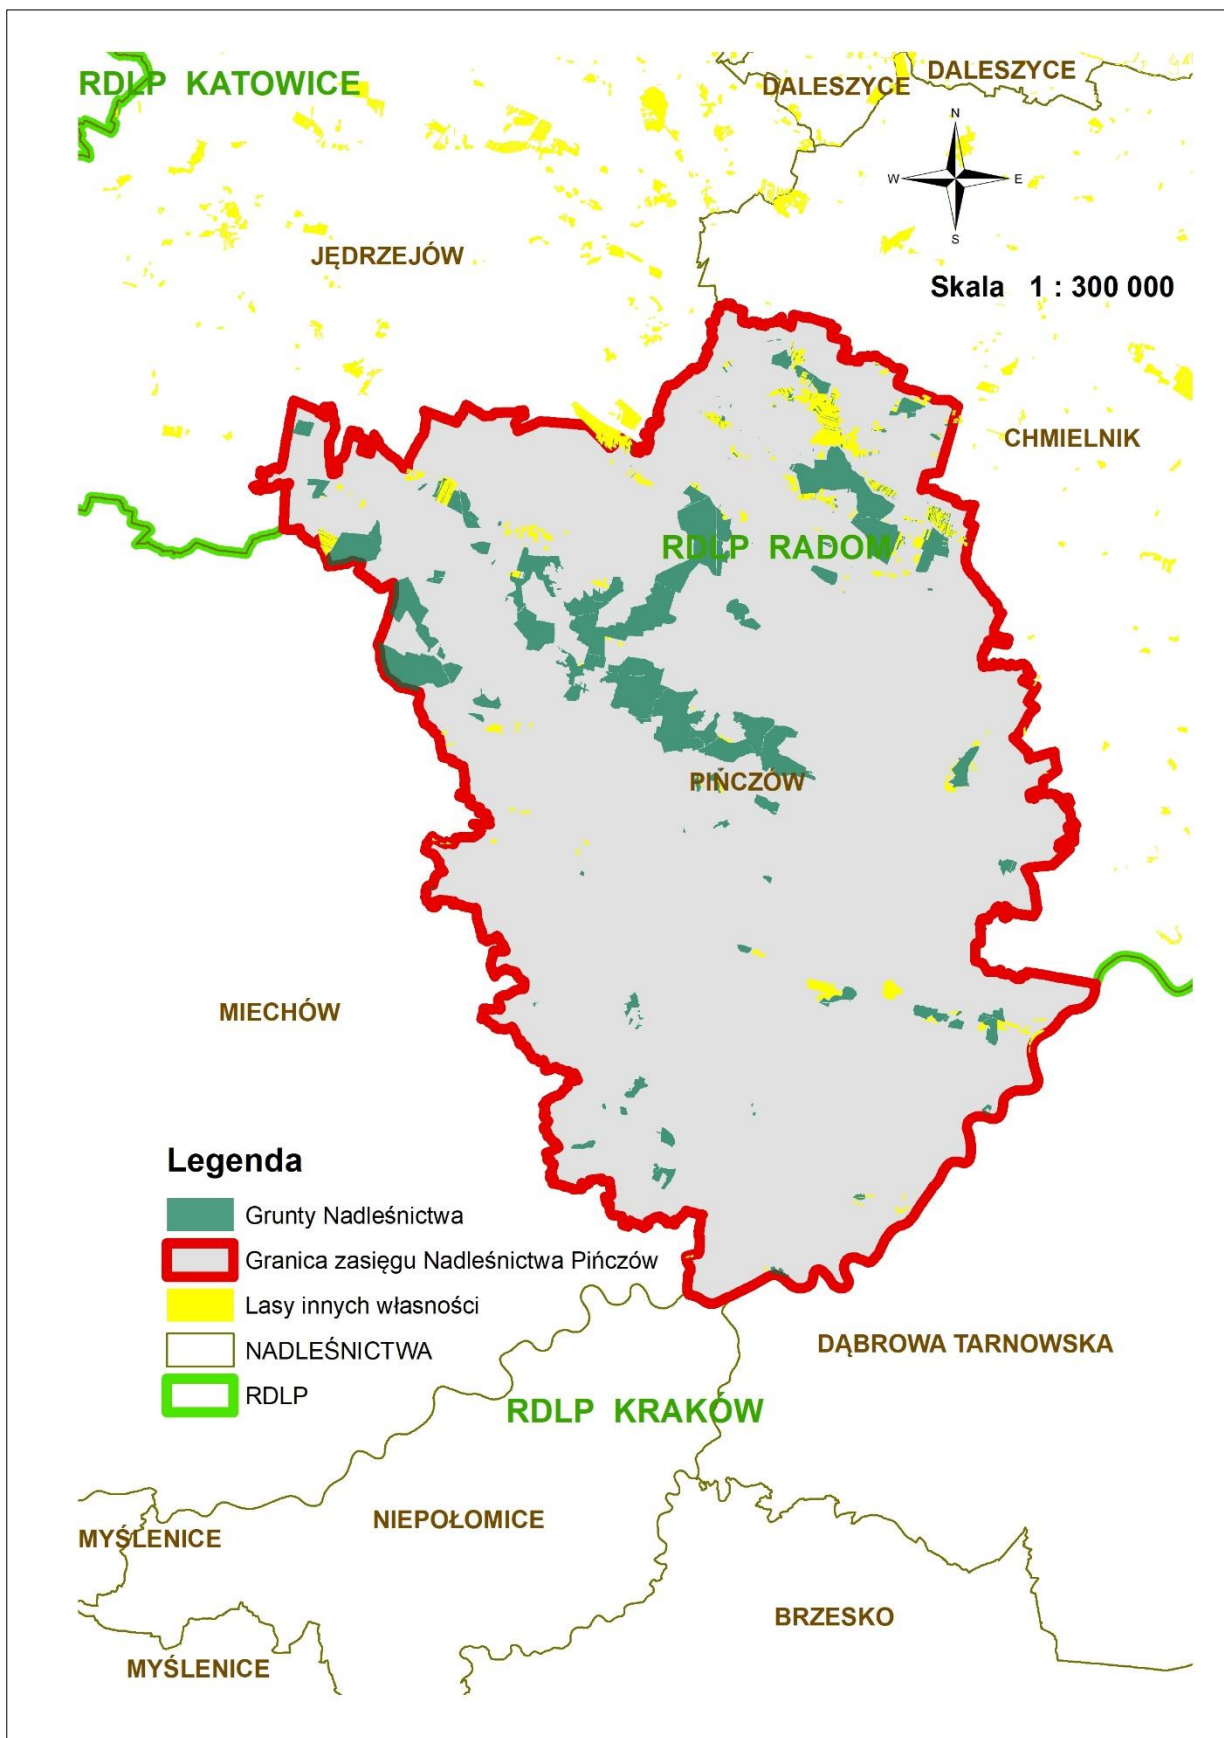 RDLP KATOWICE
DALESZYCE
DALESZYCE
N
W
E
S
JĘDRZEJÓW
Skala 1 : 300 000
CHMIELNIK
RDLP RADOM
PIŃCZÓW
MIECHÓW
Legenda
Grunty Nadleśnictwa
Granica zasięgu Nadleśnictwa Pińczów
Lasy innych własności
NADLEŚNICTWA
RDLP
DĄBROWA TARNOWSKA
RDLP KRAKÓW
NIEPOŁOMICE
MYŚLENICE
BRZESKO
MYŚLENICE